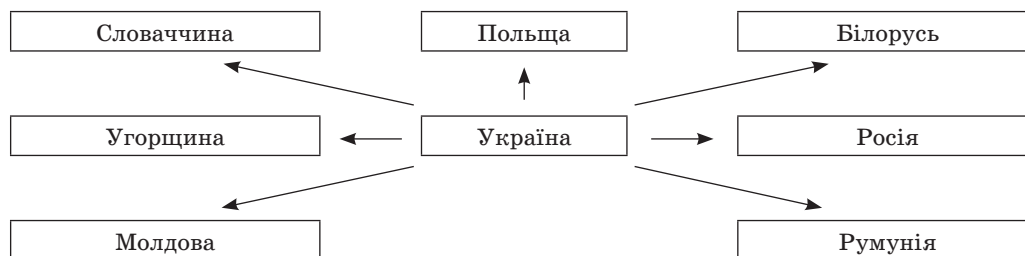 Словаччина
Польща
Білорусь
Угорщина
Україна
Росія
Молдова
Румунія